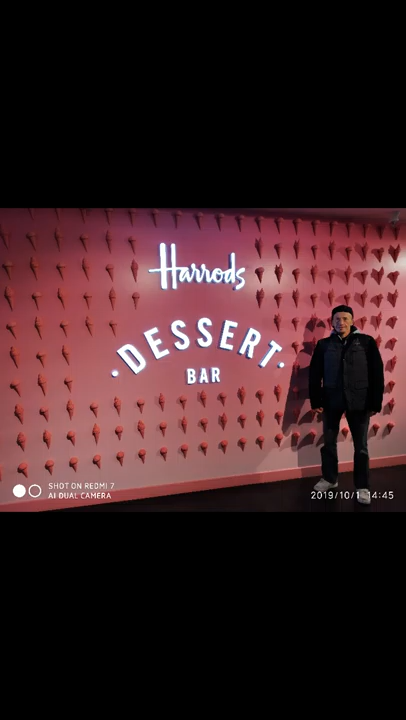 Harrods
·DESSERT·
BAR
SHOT ON REDMI 7
AI DUAL CAMERA
2019/10/1 14:45